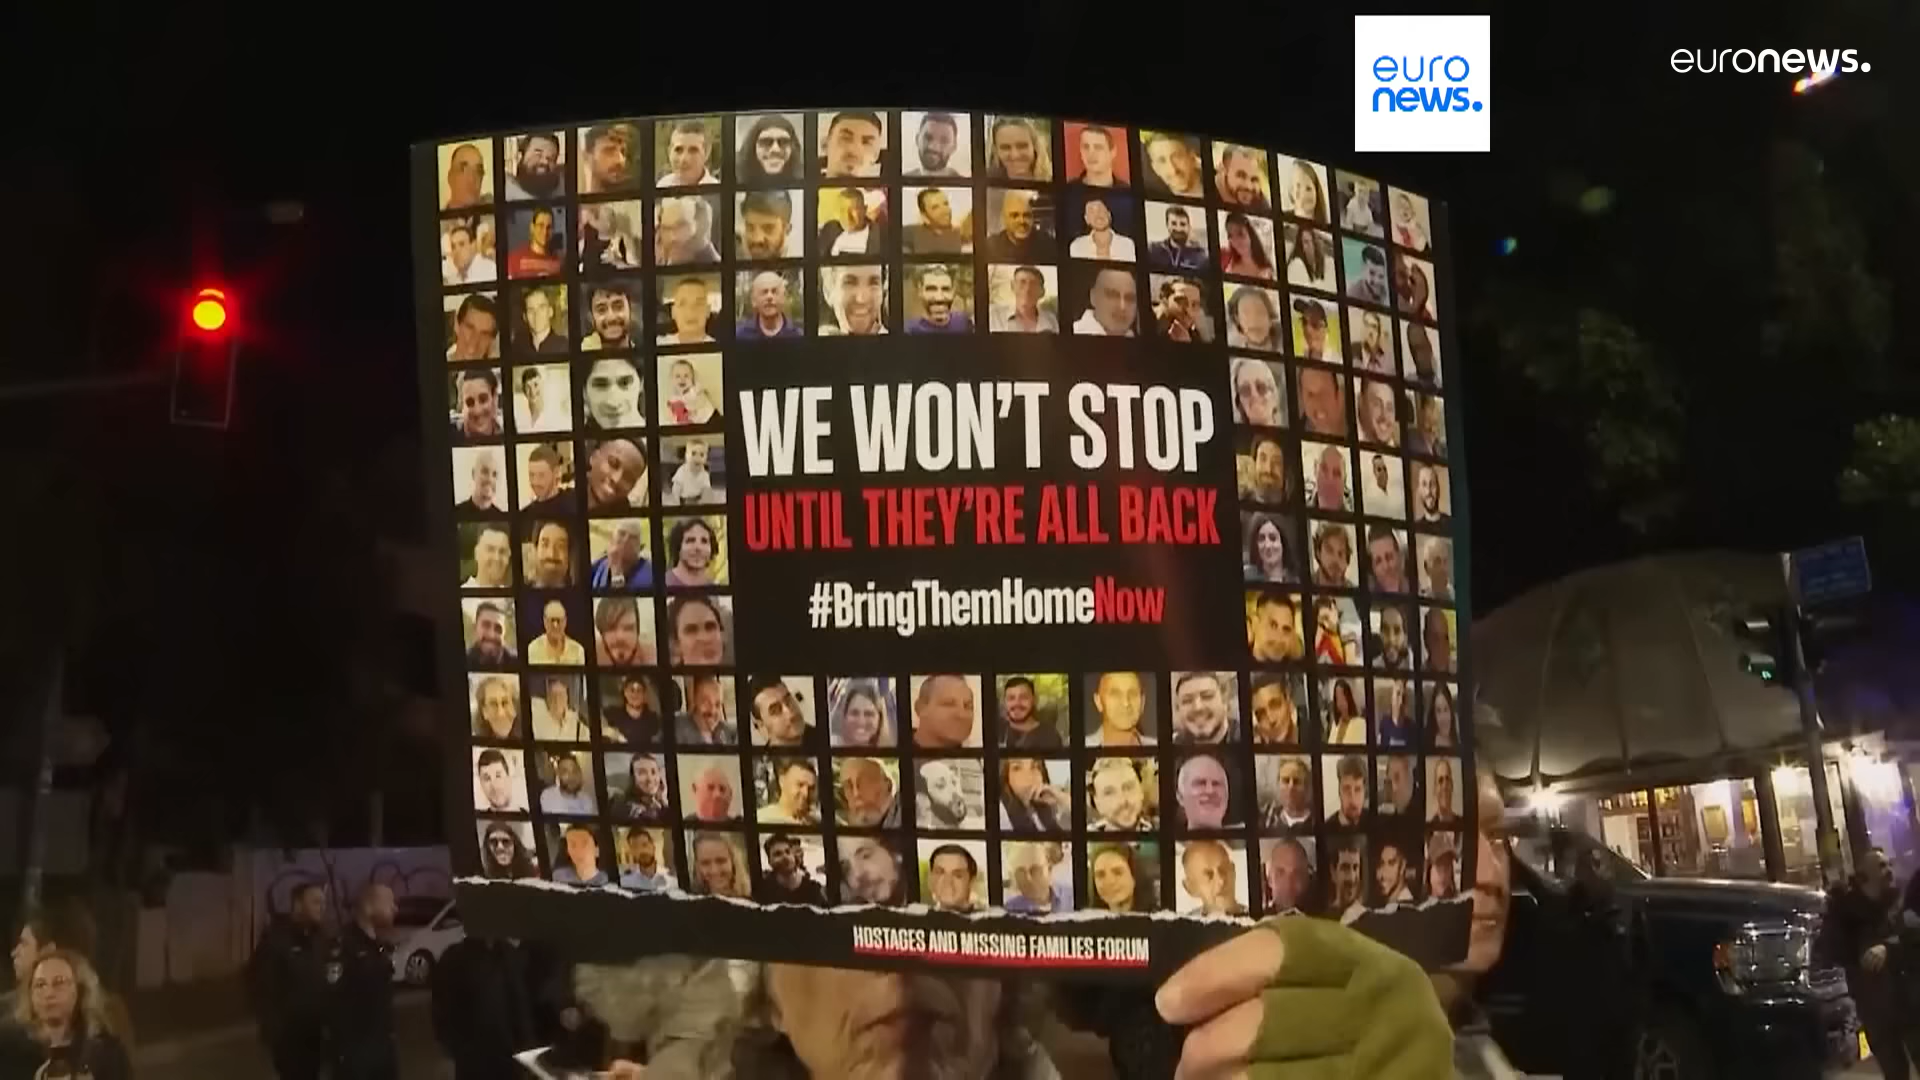 euro
news.
euronews.
WE WON'T STOP
UNTIL THEY'RE ALL BACK
#BringThemHomeNow
HOSTAGES AND MISSING FAMILIES FORUM